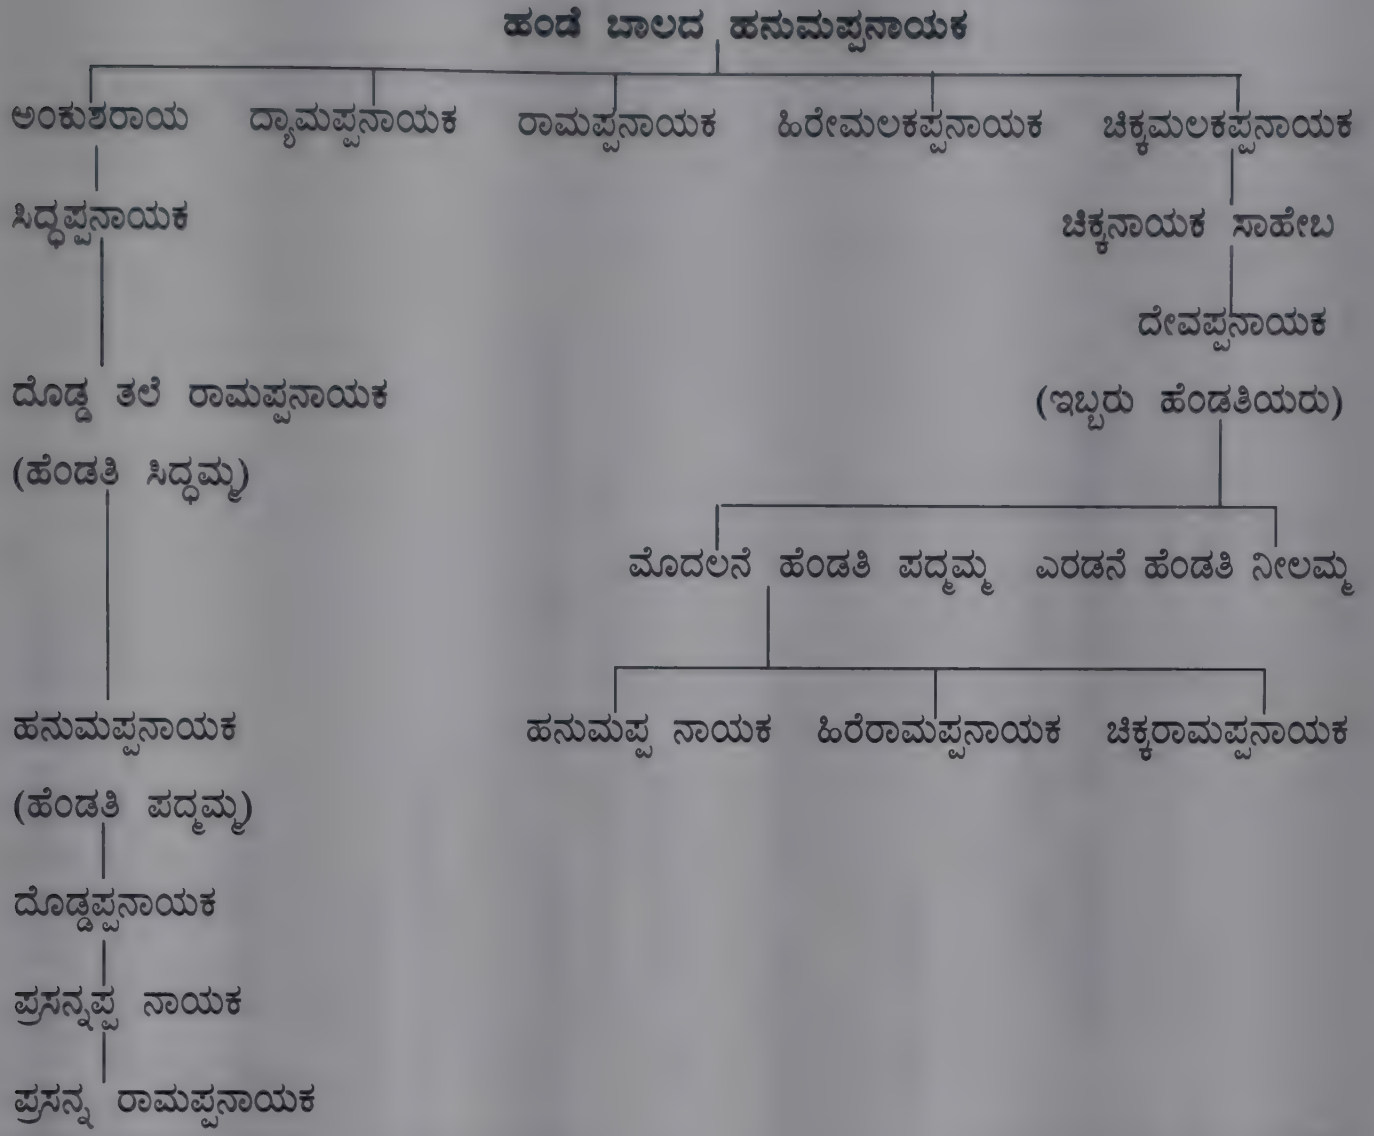 ಹಂಡೆ ಬಾಲದ ಹನುಮಪ್ಪನಾಯಕ
ಅಂಕುಶರಾಯ ದ್ಯಾಮಪ್ಪನಾಯಕ ರಾಮಪ್ಪನಾಯಕ ಹಿರೇಮಲಕಪ್ಪನಾಯಕ ಚಿಕ್ಕಮಲಕಪ್ಪನಾಯಕ
ಸಿದ್ಧಪ್ಪನಾಯಕ ಚಿಕ್ಕನಾಯಕ ಸಾಹೇಬ
ದೇವಪ್ಪನಾಯಕ
ದೊಡ್ಡ ತಲೆ ರಾಮಪ್ಪನಾಯಕ (ಇಬ್ಬರು ಹೆಂಡತಿಯರು)
(ಹೆಂಡತಿ ಸಿದ್ಧಮ್ಮ)
ಮೊದಲನೆ ಹೆಂಡತಿ ಪದ್ಮಮ್ಮ ಎರಡನೆ ಹೆಂಡತಿ ನೀಲಮ್ಮ
ಹನುಮಪ್ಪನಾಯಕ ಹನುಮಪ್ಪ ನಾಯಕ ಹಿರೆರಾಮಪ್ಪನಾಯಕ ಚಿಕ್ಕರಾಮಪ್ಪನಾಯಕ
(ಹೆಂಡತಿ ಪದ್ಮಮ್ಮ)
ದೊಡ್ಡಪ್ಪನಾಯಕ
ಪ್ರಸನ್ನಪ್ಪ ನಾಯಕ
ಪ್ರಸನ್ನ ರಾಮಪ್ಪನಾಯಕ